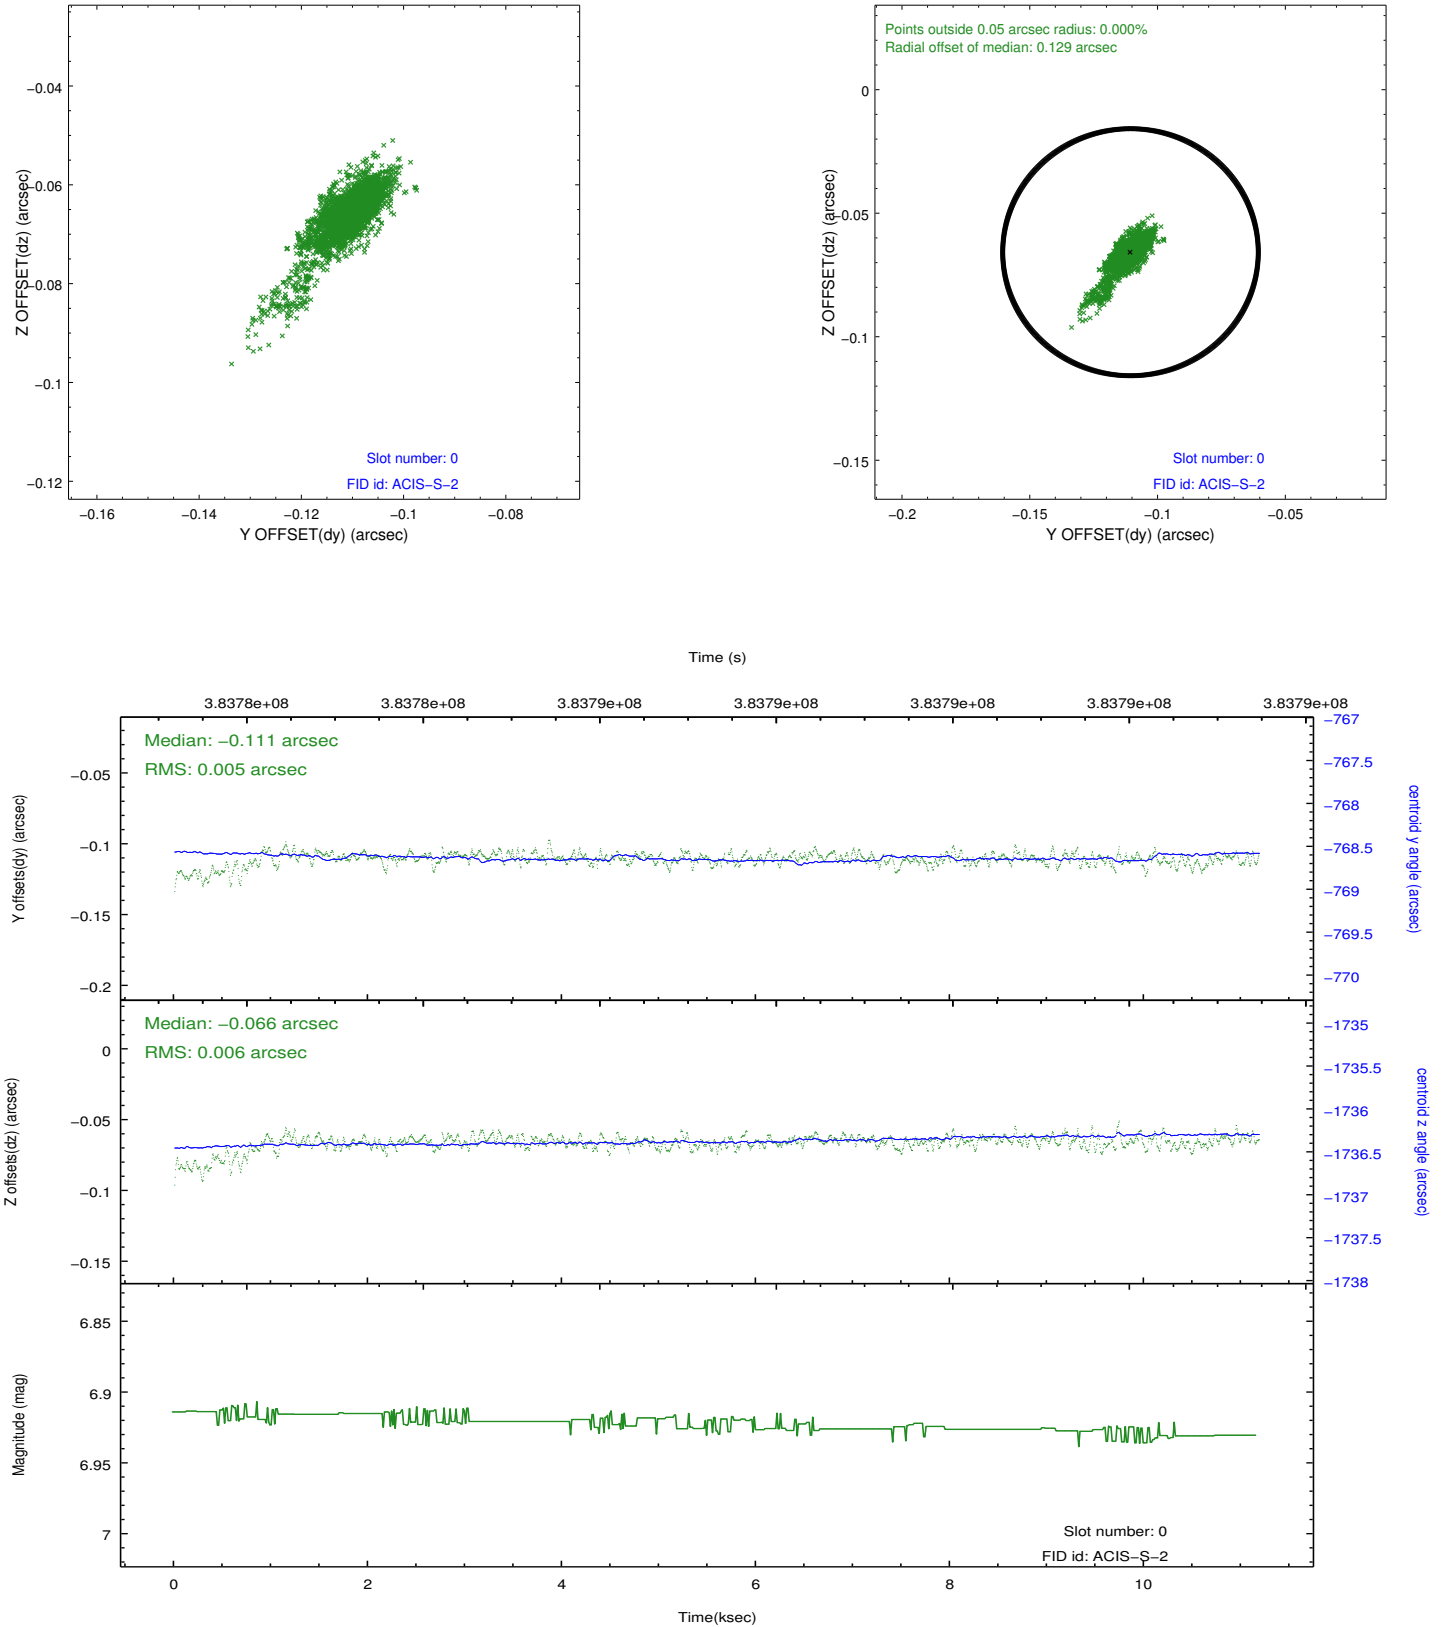 −0.04
−0.06
−0.08
−0.1
−0.12
Z OFFSET(dz) (arcsec)
Slot number: 0
FID id: ACIS−S−2
−0.16
−0.14
−0.12
−0.1
−0.08
Y OFFSET(dy) (arcsec)
Points outside 0.05 arcsec radius: 0.000%
Radial offset of median: 0.129 arcsec
0
−0.05
−0.1
−0.15
Z OFFSET(dz) (arcsec)
Slot number: 0
FID id: ACIS−S−2
−0.2
−0.15
−0.1
−0.05
Y OFFSET(dy) (arcsec)
Time (s)
3.8378e+08
3.8378e+08
3.8379e+08
3.8379e+08
3.8379e+08
3.8379e+08
3.8379e+08
Median: −0.111 arcsec
RMS: 0.005 arcsec
−0.05
−0.1
−0.15
−0.2
Y offsets(dy) (arcsec)
−767
−767.5
−768
−768.5
−769
−769.5
−770
centroid y angle (arcsec)
Median: −0.066 arcsec
RMS: 0.006 arcsec
0
−0.05
−0.1
−0.15
Z offsets(dz) (arcsec)
−1735
−1735.5
−1736
−1736.5
−1737
−1737.5
−1738
centroid z angle (arcsec)
6.85
6.9
6.95
7
Magnitude (mag)
Slot number: 0
FID id: ACIS−S−2
0
2
4
6
8
10
Time(ksec)